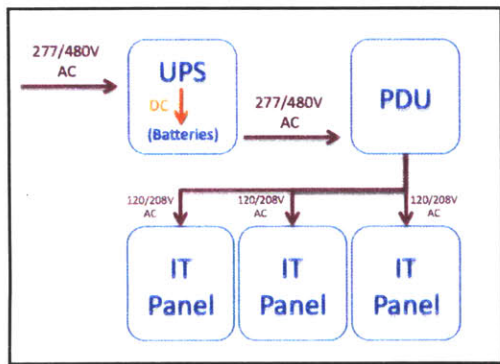 277/480V
AC
UPS
DC
(Batteries)
277/480V
AC
PDU
120/208V
AC
120/208V
AC
120/208V
AC
IT
Panel
IT
Panel
IT
Panel